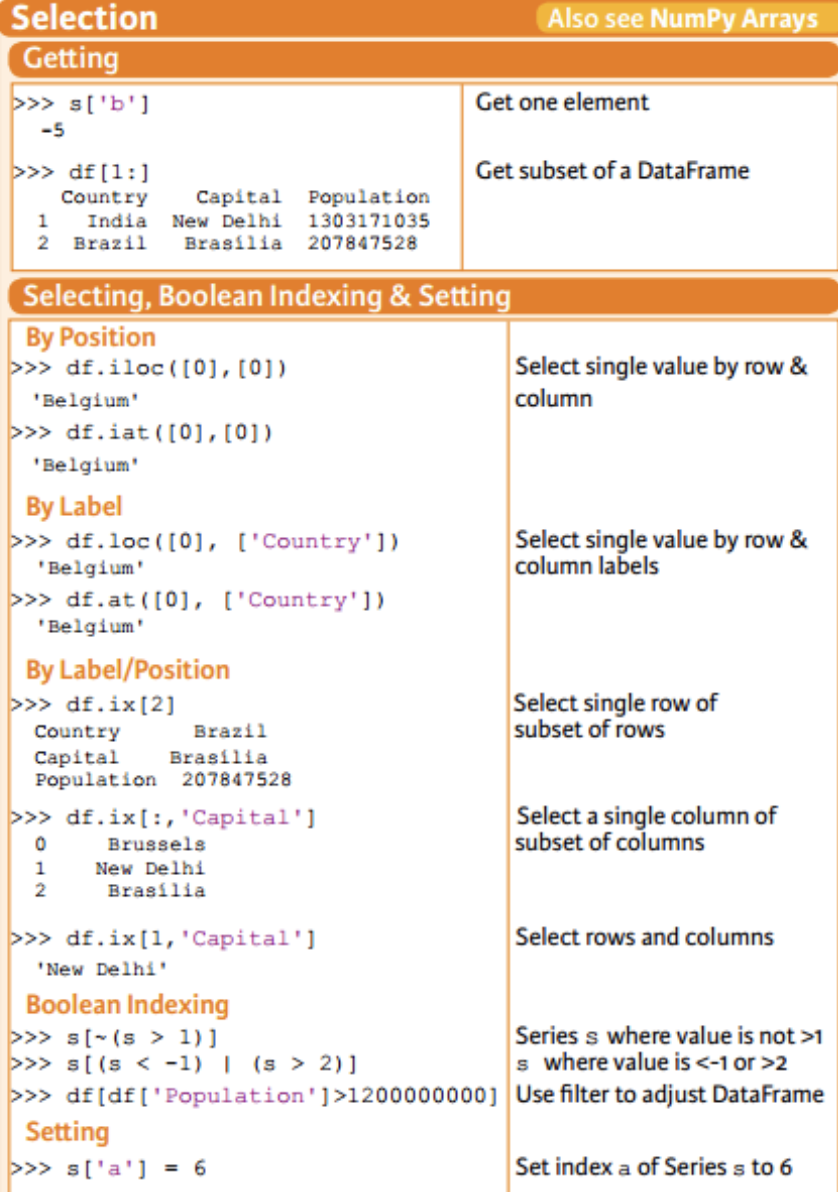 Selection
Also see NumPy Arrays
Getting
>>> s['b']
-5
Get one element
>>> df[1:]
Country Capital Population
1 India New Delhi 1303171035
2 Brazil Brasília 207847528
Get subset of a DataFrame
Selecting, Boolean Indexing & Setting
By Position
>>> df.iloc([0],[0])
'Belgium'
>>> df.iat([0],[0])
'Belgium'
Select single value by row &
column
By Label
>>> df.loc([0], ['Country'])
'Belgium'
>>> df.at([0], ['Country'])
'Belgium'
Select single value by row &
column labels
By Label/Position
>>> df.ix[2]
Country Brazil
Capital Brasília
Population 207847528
Select single row of
subset of rows
>>> df.ix[:,'Capital']
0 Brussels
1 New Delhi
2 Brasília
Select a single column of
subset of columns
>>> df.ix[1,'Capital']
'New Delhi'
Select rows and columns
Boolean Indexing
>>> s[~(s > 1)]
Series s where value is not >1
>>> s[(s < -1) | (s > 2)]
s where value is <-1 or >2
>>> df[df['Population']>1200000000]
Use filter to adjust DataFrame
Setting
>>> s['a'] = 6
Set index a of Series s to 6